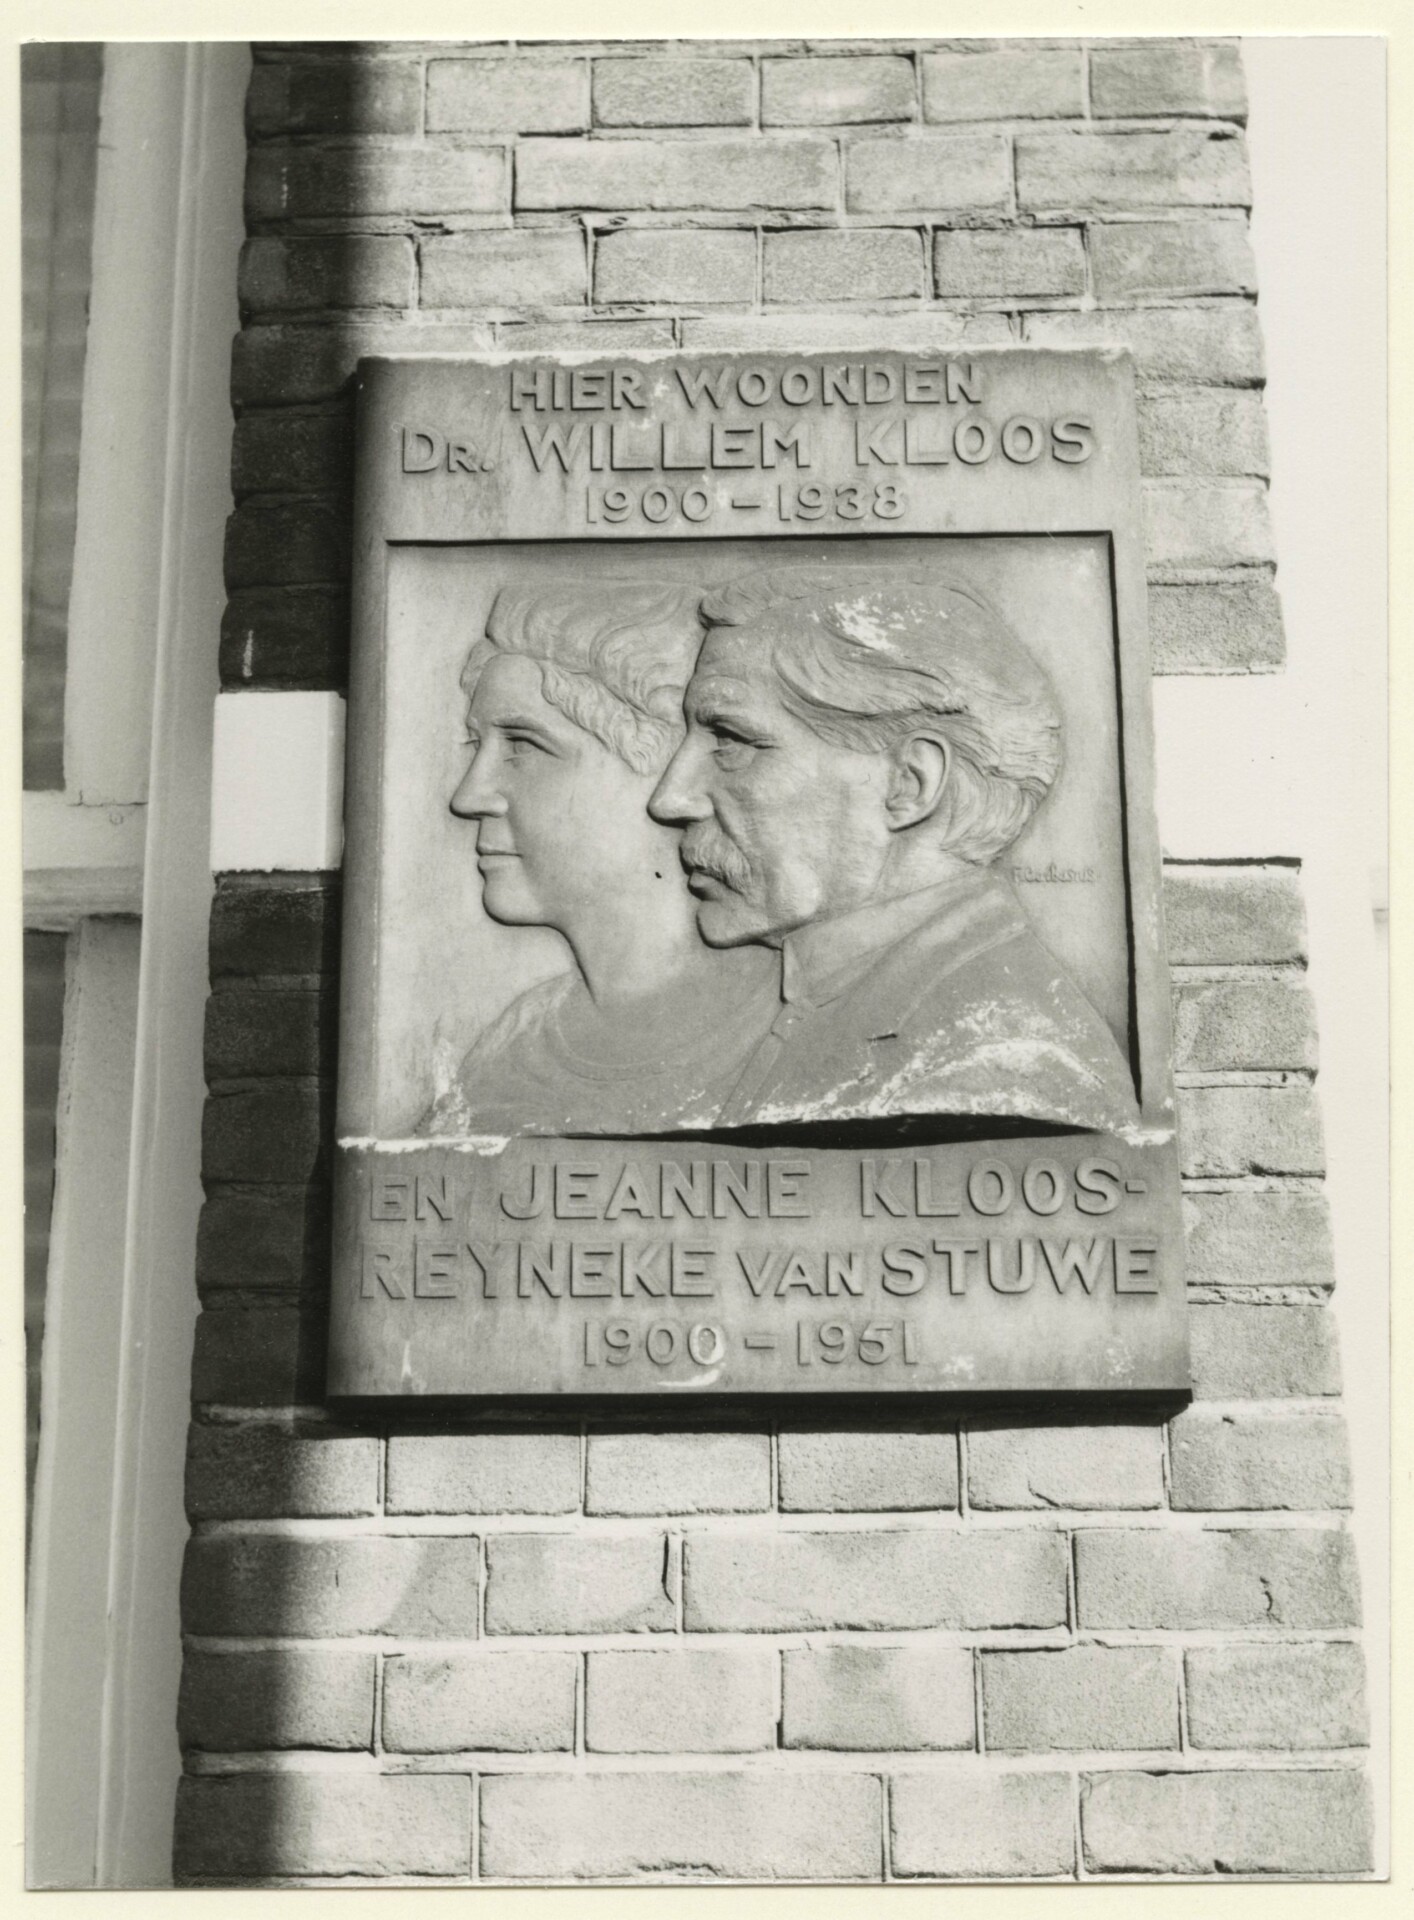 HIER WOONDEN
DR. WILLEM KLOOS
1900-1938
EN JEANNE KLOOS-
REYNEKE VAN STUWE
1900-1951